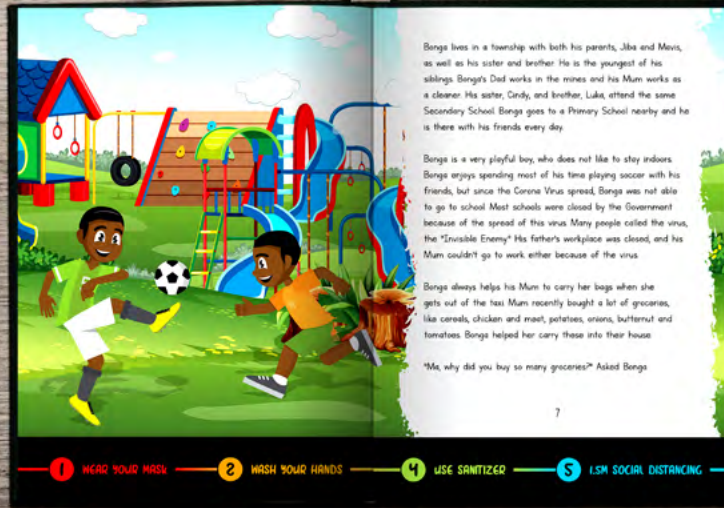 Bonga lives in a township with both his parents, Jiba and Mavis,
as well as his sister and brother. He is the youngest of his
siblings. Bonga's Dad works in the mines and his Mum works as
a cleaner. His sister, Cindy, and brother, Luka, attend the same
Secondary School. Bonga goes to a Primary School nearby and he
is there with his friends every day.
Bonga is a very playful boy, who does not like to stay indoors.
Bonga enjoys spending most of his time playing soccer with his
friends, but since the Corona Virus spread, Bonga was not able
to go to school. Most schools were closed by the Government
because of the spread of this virus. Many people called the virus,
the "Invisible Enemy" His father's workplace was closed, and his
Mum couldn't go to work either because of the virus.
Bonga always helps his Mum to carry her bags when she
gets out of the taxi. Mum recently bought a lot of groceries,
like cereals, chicken and meat, potatoes, onions, butternut and
tomatoes. Bonga helped her carry these into their house.
"Ma, why did you buy so many groceries?" Asked Bonga
7
1 WEAR YOUR MASK 2 WASH YOUR HANDS 4 USE SANITIZER 5 1.5M SOCIAL DISTANCING